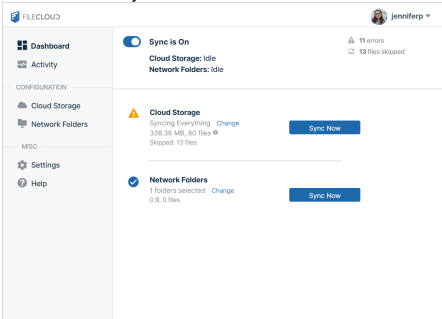 FILECLOUD
jenniferp
Dashboard
Activity
CONFIGURATION
Cloud Storage
Network Folders
MISC
Settings
Help
Sync is On
Cloud Storage: Idle
Network Folders: Idle
11 errors
13 files skipped
Cloud Storage
Syncing Everything Change
338.36 MB, 80 files
Skipped: 13 files
Sync Now
Network Folders
1 folders selected Change
0 B, 0 files
Sync Now